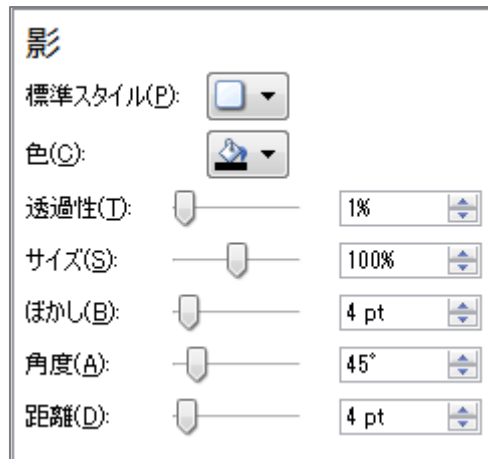 影
標準スタイル(P):
色(C):
透過性(T): 1%
サイズ(S): 100%
ぼかし(B): 4 pt
角度(A): 45°
距離(D): 4 pt